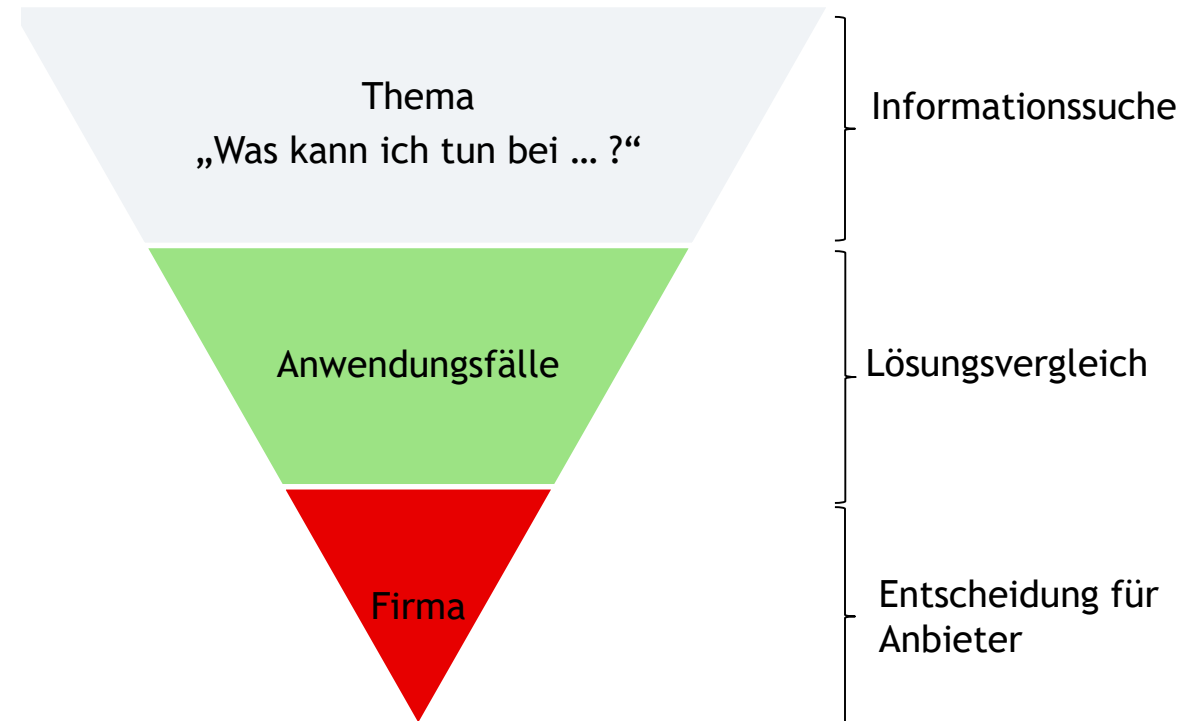 Thema
„Was kann ich tun bei … ?“
Informationssuche
Anwendungsfälle
Lösungsvergleich
Firma
Entscheidung für
Anbieter